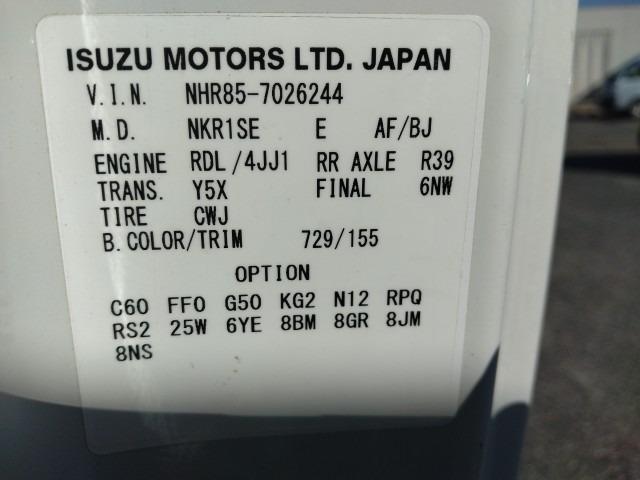 ISUZU MOTORS LTD. JAPAN
V.I.N. NHR85-7026244
M.D. NKR1SE E AF/BJ
ENGINE RDL/4JJ1 RR AXLE R39
TRANS. Y5X FINAL 6NW
TIRE CWJ
B.COLOR/TRIM 729/155
OPTION
C60 FF0 G50 KG2 N12 RPQ
RS2 25W 6YE 8BM 8GR 8JM
8NS